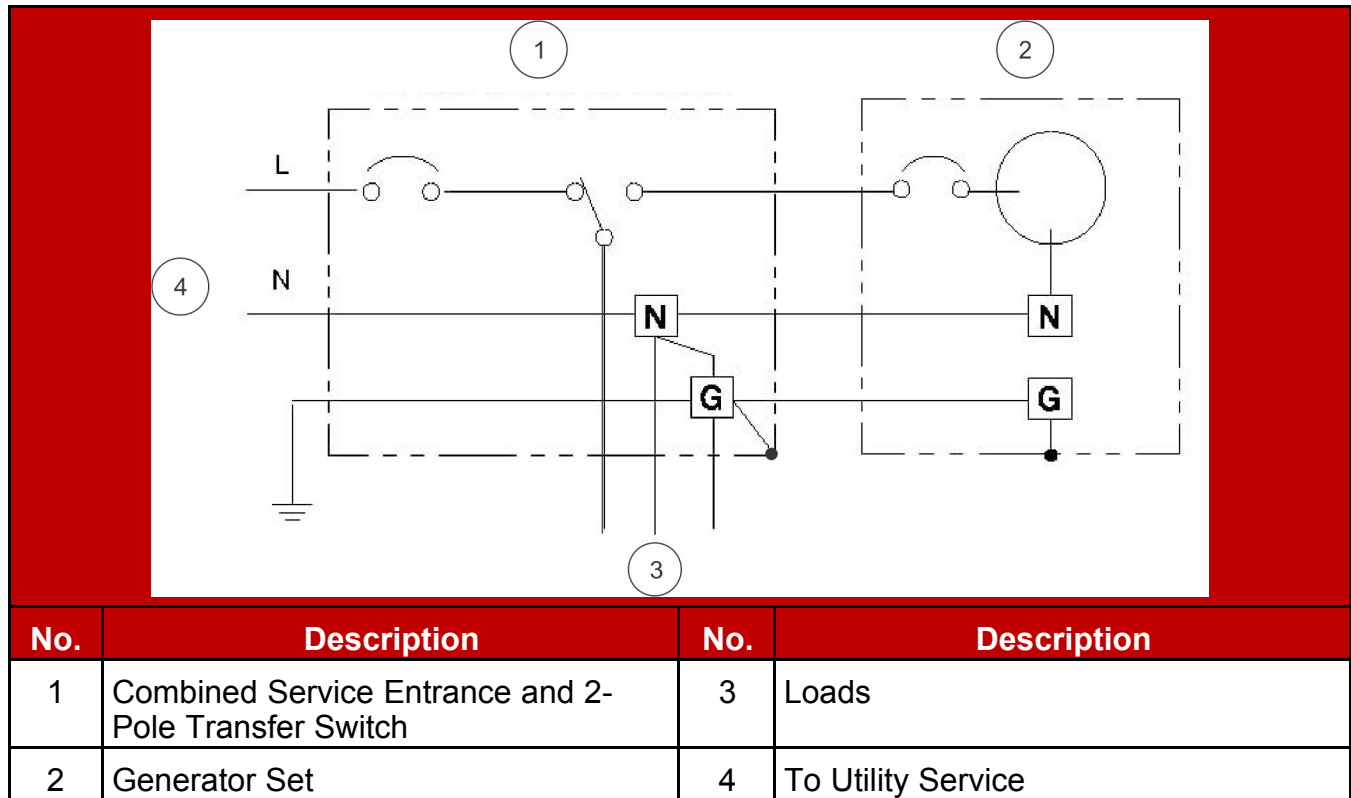 1
2
L
N
4
N
N
G
G
3
No. Description No. Description
1 Combined Service Entrance and 2-
Pole Transfer Switch 3 Loads
2 Generator Set 4 To Utility Service